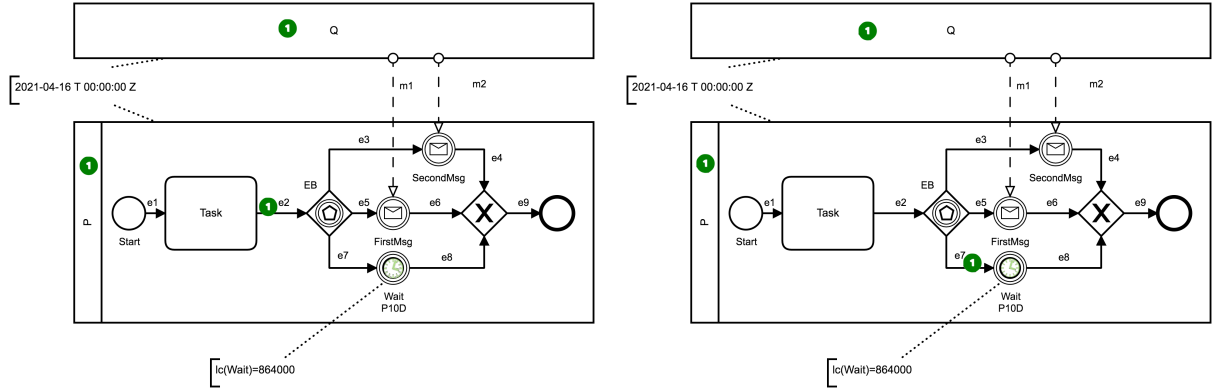 1 Q
2021-04-16 T 00:00:00 Z
m1
m2
P
1
e3
SecondMsg
e4
EB
e1
Task
1
e2
e5
e6
e9
Start
FirstMsg
e7
e8
Wait
P10D
lc(Wait)=864000
1 Q
2021-04-16 T 00:00:00 Z
m1
m2
P
1
e3
SecondMsg
e4
EB
e1
Task
e2
e5
e6
e9
Start
FirstMsg
e7
1
e8
Wait
P10D
lc(Wait)=864000